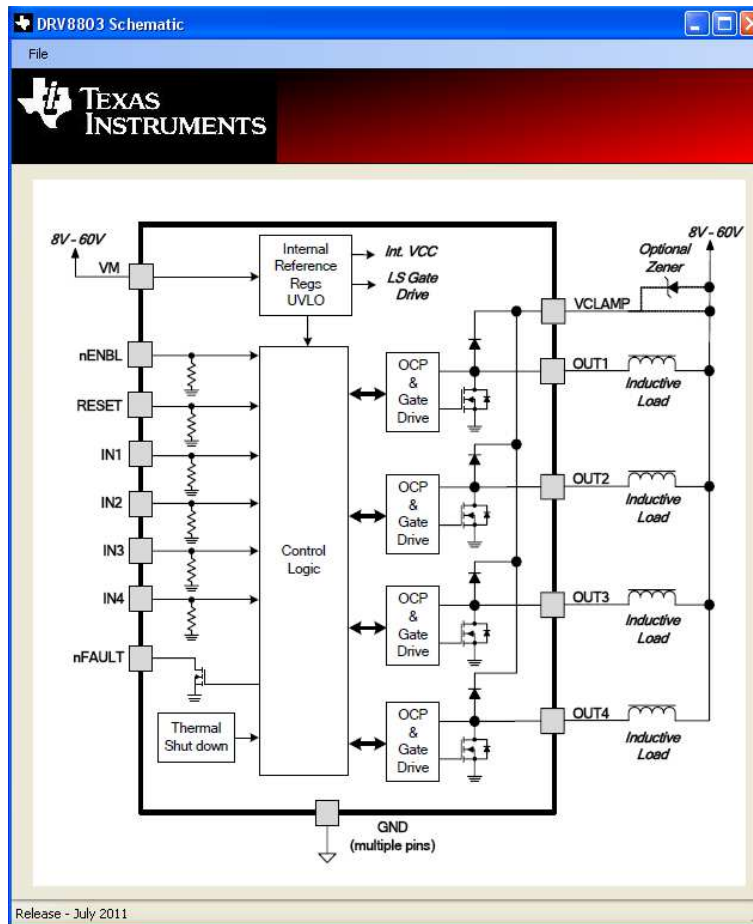 DRV8803 Schematic
File
TEXAS
INSTRUMENTS
8V - 60V
VM
Internal
Reference
Regs
UVLO
Int. VCC
LS Gate
Drive
8V - 60V
Optional
Zener
VCLAMP
nENBL
RESET
IN1
IN2
IN3
IN4
nFAULT
Control
Logic
Thermal
Shut down
OCP
&
Gate
Drive
OUT1
Inductive
Load
OCP
&
Gate
Drive
OUT2
Inductive
Load
OCP
&
Gate
Drive
OUT3
Inductive
Load
OCP
&
Gate
Drive
OUT4
Inductive
Load
GND
(multiple pins)
Release - July 2011